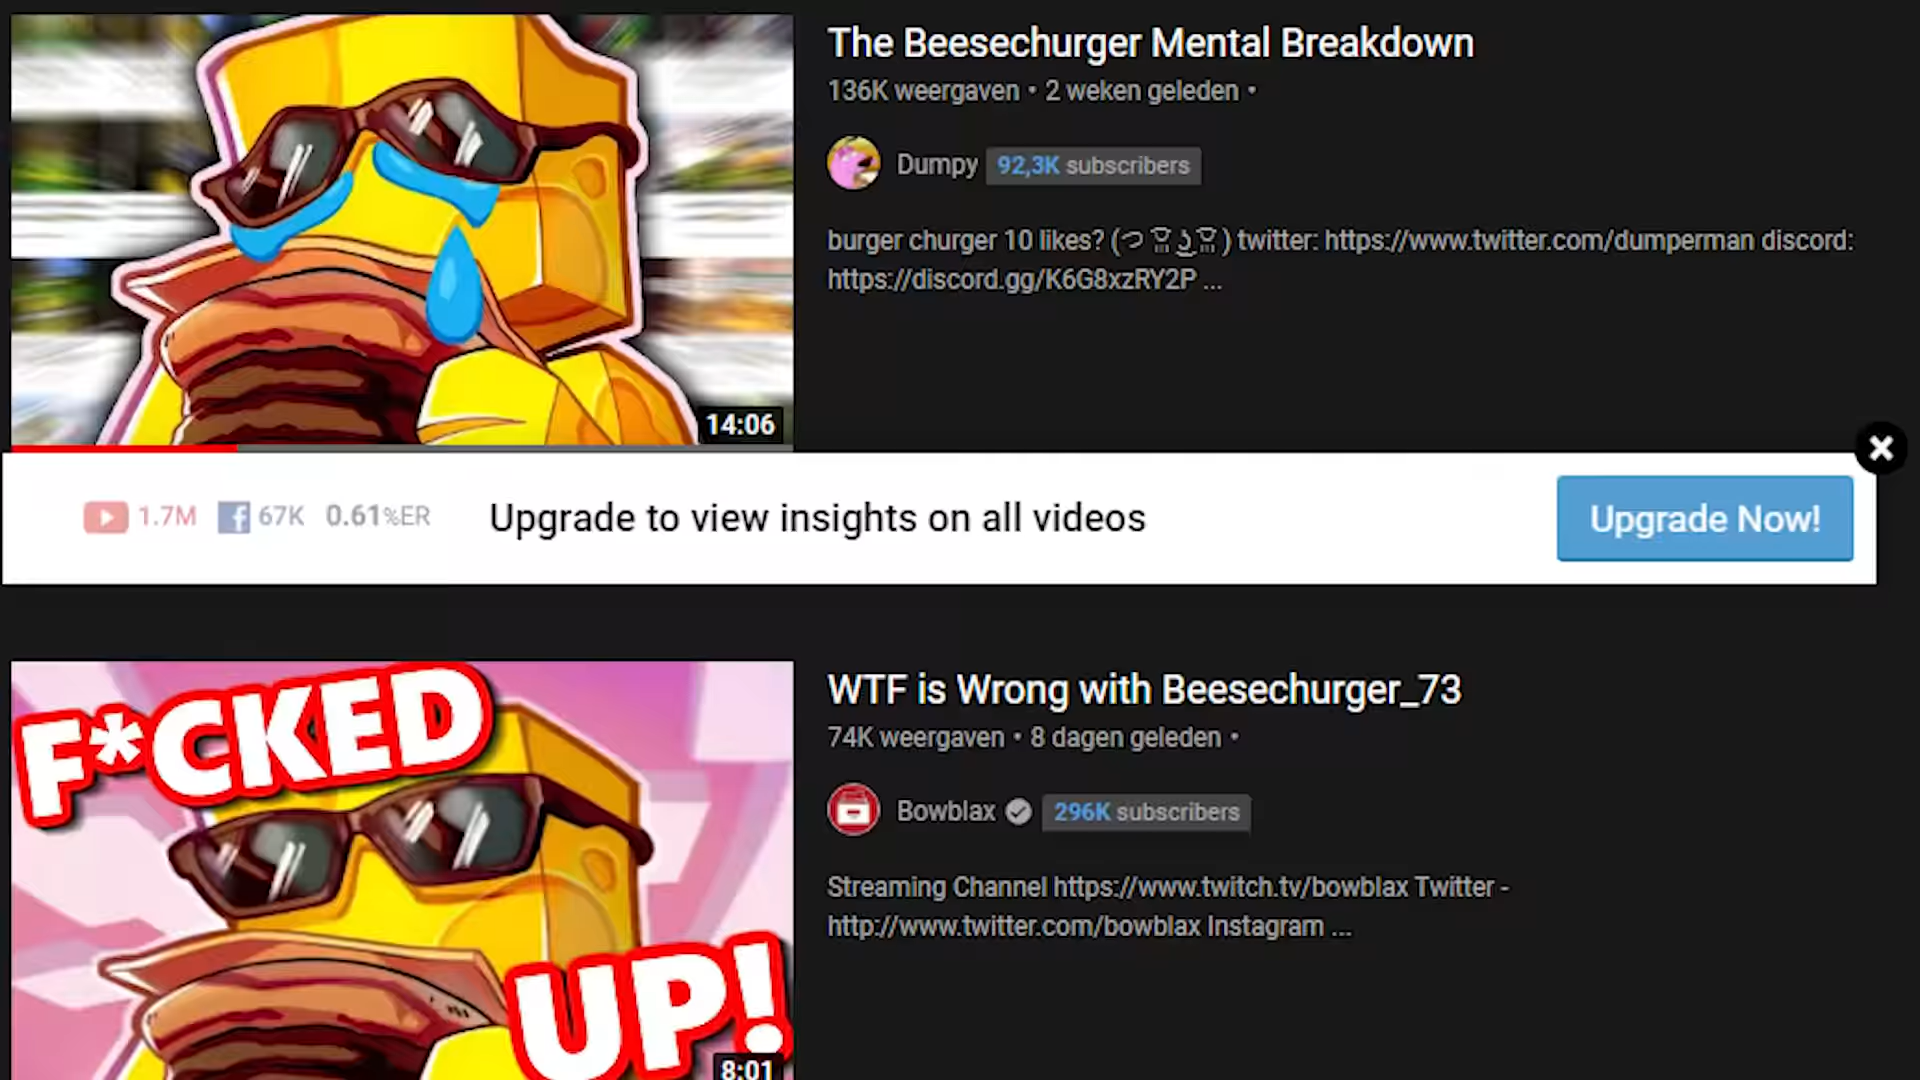 The Beesechurger Mental Breakdown
136K weergaven • 2 weken geleden •
Dumpy 92,3K subscribers
burger churger 10 likes? (つ ಠ_ʖಠ) twitter: https://www.twitter.com/dumperman discord:
https://discord.gg/K6G8xzRY2P ...
14:06
1.7M 67K 0.61%ER Upgrade to view insights on all videos Upgrade Now!
F*CKED
UP!
8:01
WTF is Wrong with Beesechurger_73
74K weergaven • 8 dagen geleden •
Bowblax 296K subscribers
Streaming Channel https://www.twitch.tv/bowblax Twitter -
http://www.twitter.com/bowblax Instagram ...